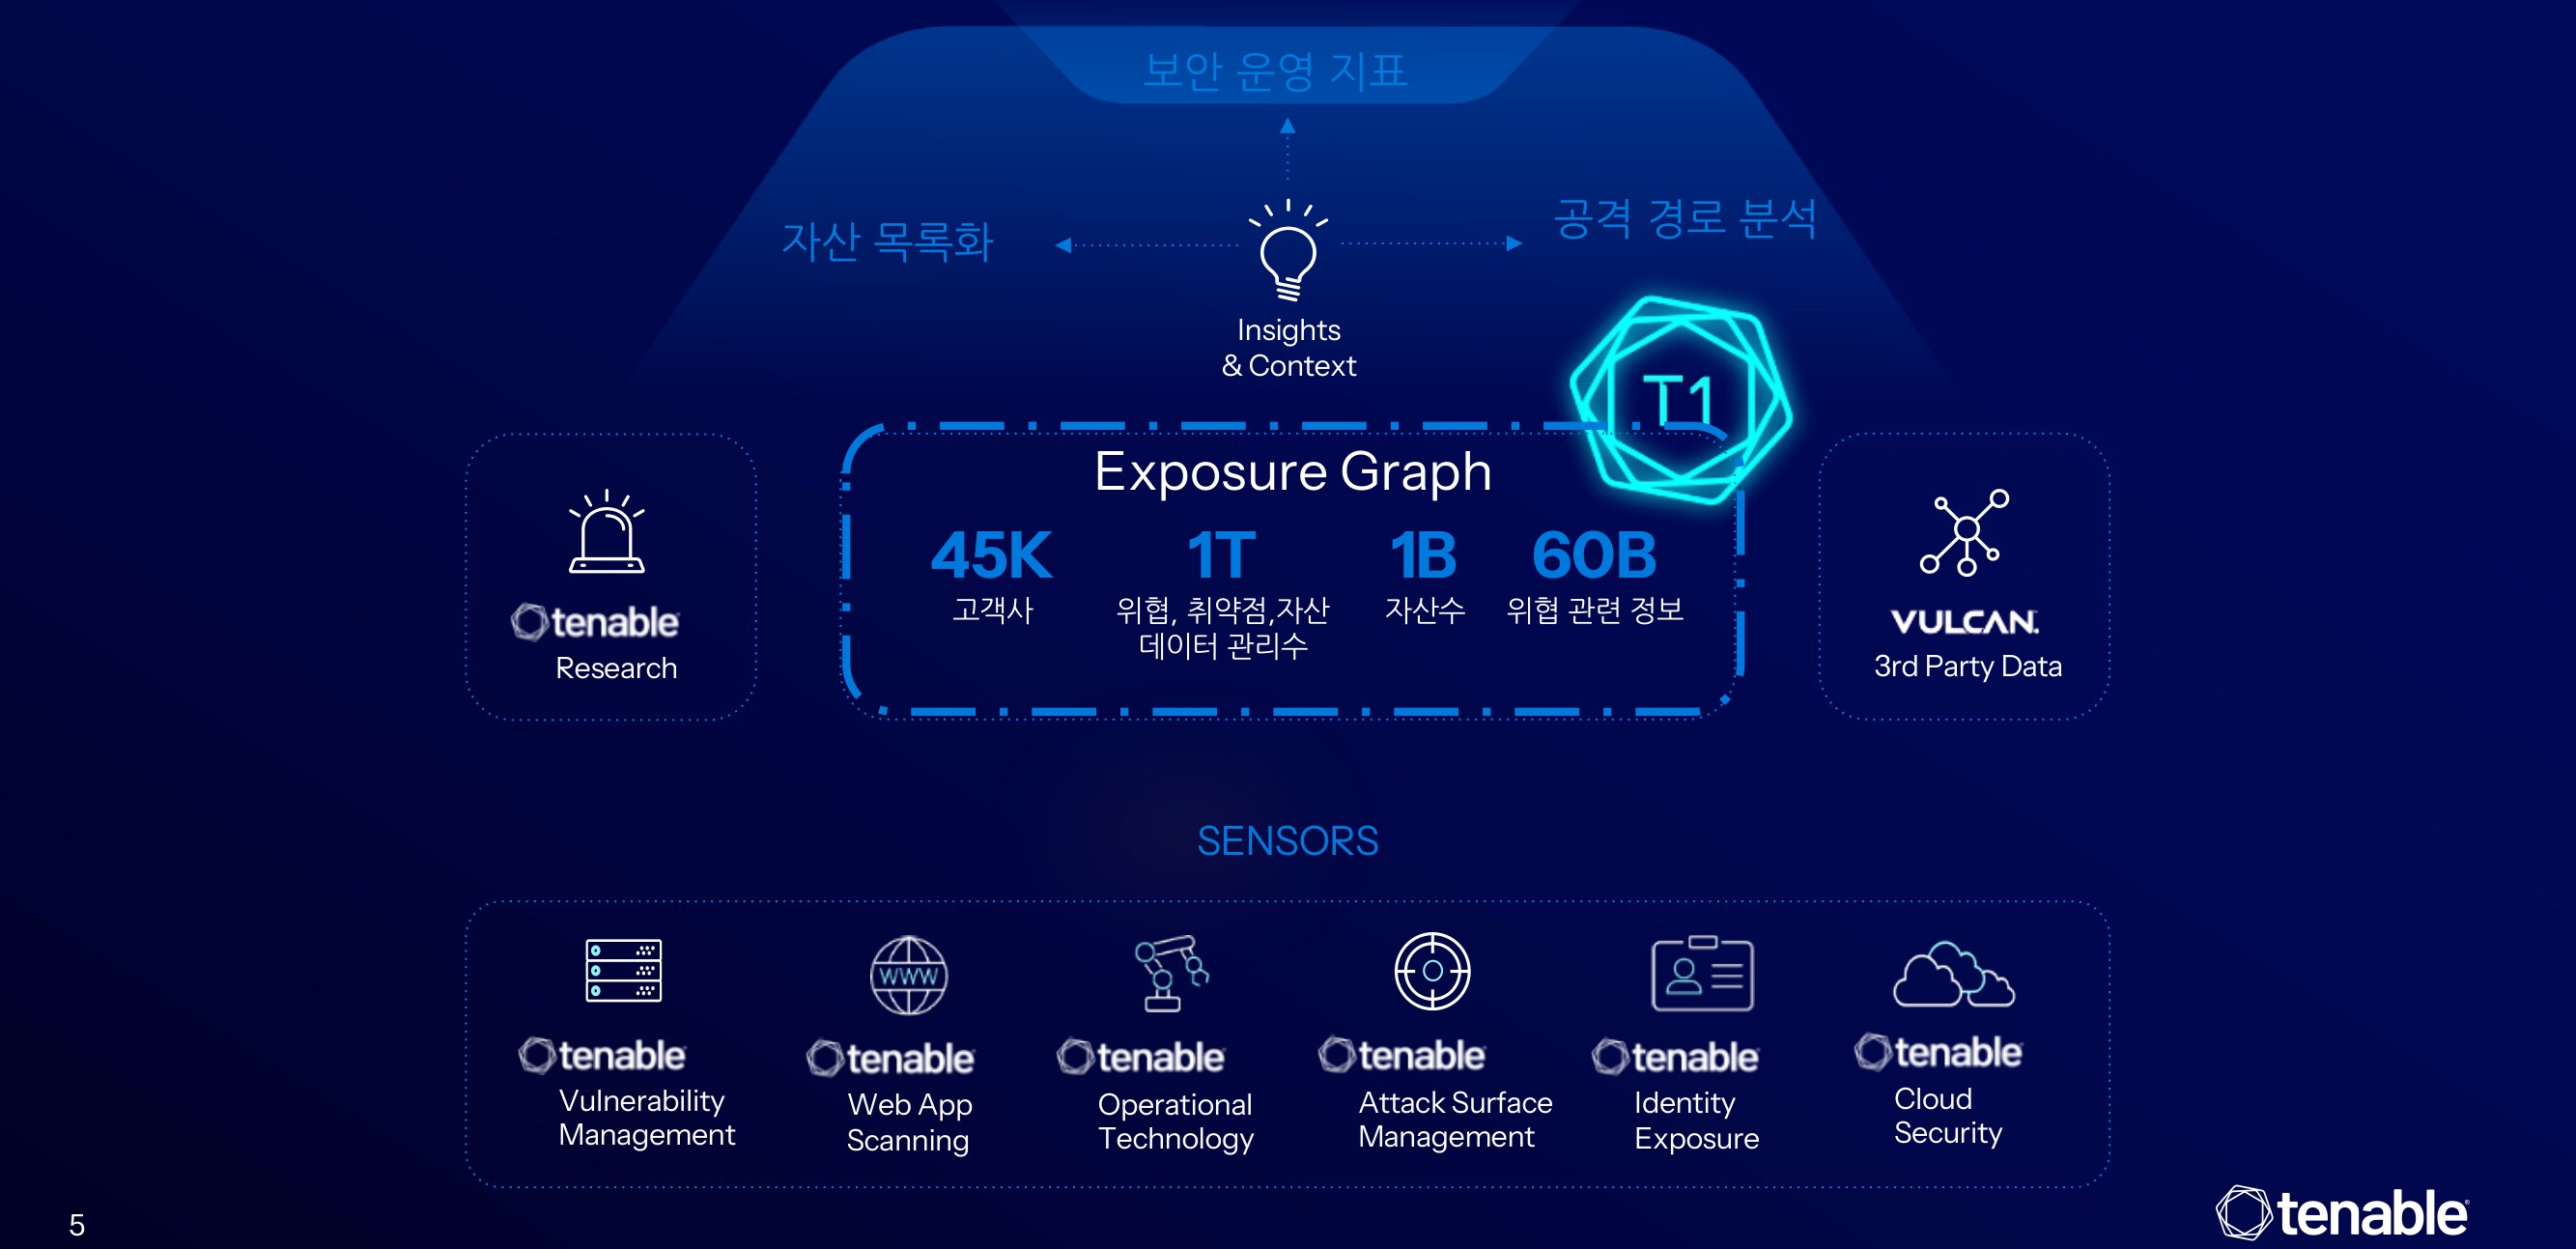 보안 운영 지표
자산 목록화
공격 경로 분석
Insights
& Context
T1
Exposure Graph
45K
고객사
1T
위협, 취약점,자산
데이터 관리수
1B
자산수
60B
위협 관련 정보
tenable
Research
VULCAN.
3rd Party Data
SENSORS
tenable
Vulnerability
Management
WWW
tenable
Web App
Scanning
tenable
Operational
Technology
tenable
Attack Surface
Management
tenable
Identity
Exposure
tenable
Cloud
Security
5
tenable